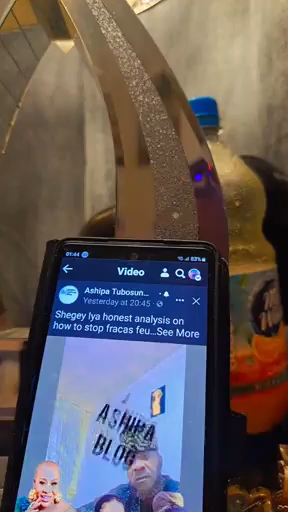 01:44
83%
Video
Ashipa Tubosun...
Yesterday at 20:45
Shegey Iya honest analysis on
how to stop fracas feu...See More
ASHIPA
BLOG